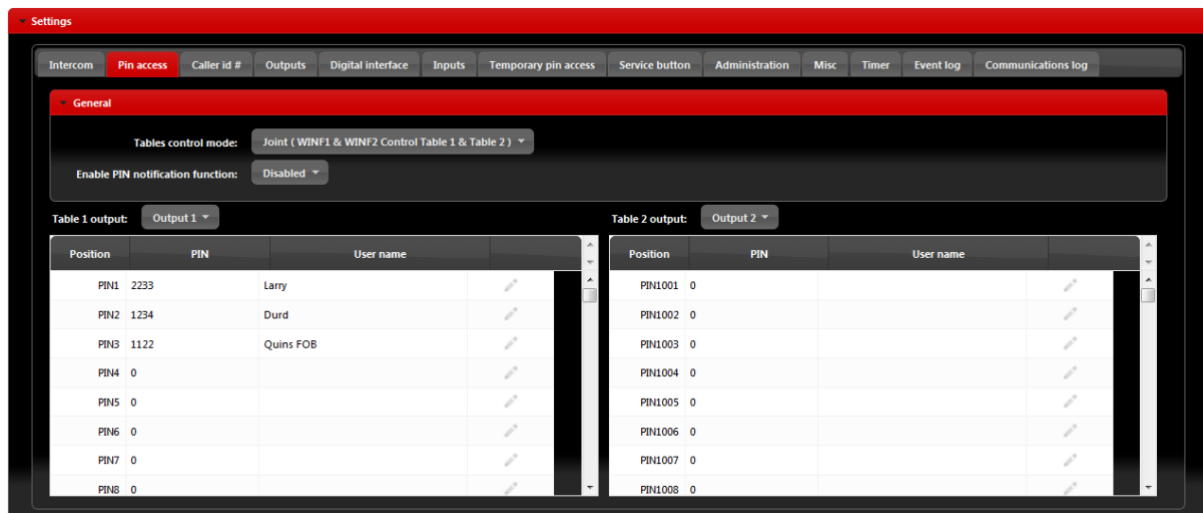 Settings
Intercom Pin access Caller id # Outputs Digital interface Inputs Temporary pin access Service button Administration Misc Timer Event log Communications log
General
Tables control mode: Joint ( WINF1 & WINF2 Control Table 1 & Table 2 )
Enable PIN notification function: Disabled
Table 1 output: Output 1 Table 2 output: Output 2
Position PIN User name Position PIN User name
PIN1 2233 Larry PIN1001 0
PIN2 1234 Durd PIN1002 0
PIN3 1122 Quins FOB PIN1003 0
PIN4 0 PIN1004 0
PIN5 0 PIN1005 0
PIN6 0 PIN1006 0
PIN7 0 PIN1007 0
PIN8 0 PIN1008 0